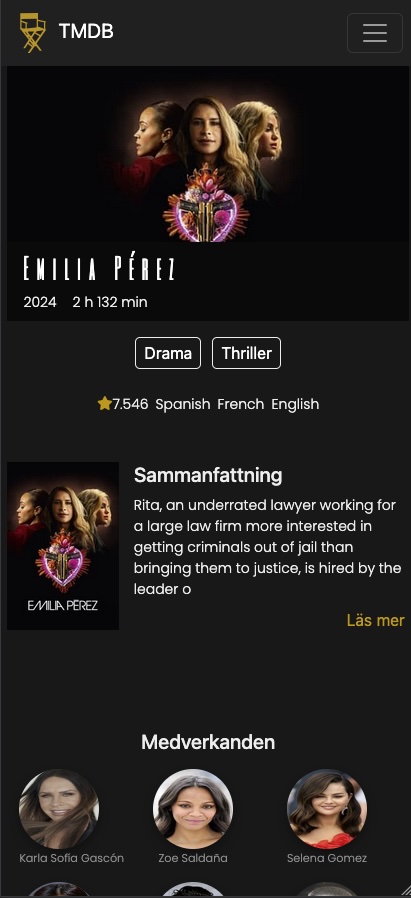 TMDB
EMILIA PÉREZ
2024 2 h 132 min
Drama Thriller
7.546 Spanish French English
Sammanfattning
Rita, an underrated lawyer working for
a large law firm more interested in
getting criminals out of jail than
bringing them to justice, is hired by the
leader o
EMILIA PÉREZ
Läs mer
Medverkanden
Karla Sofía Gascón Zoe Saldaña Selena Gomez